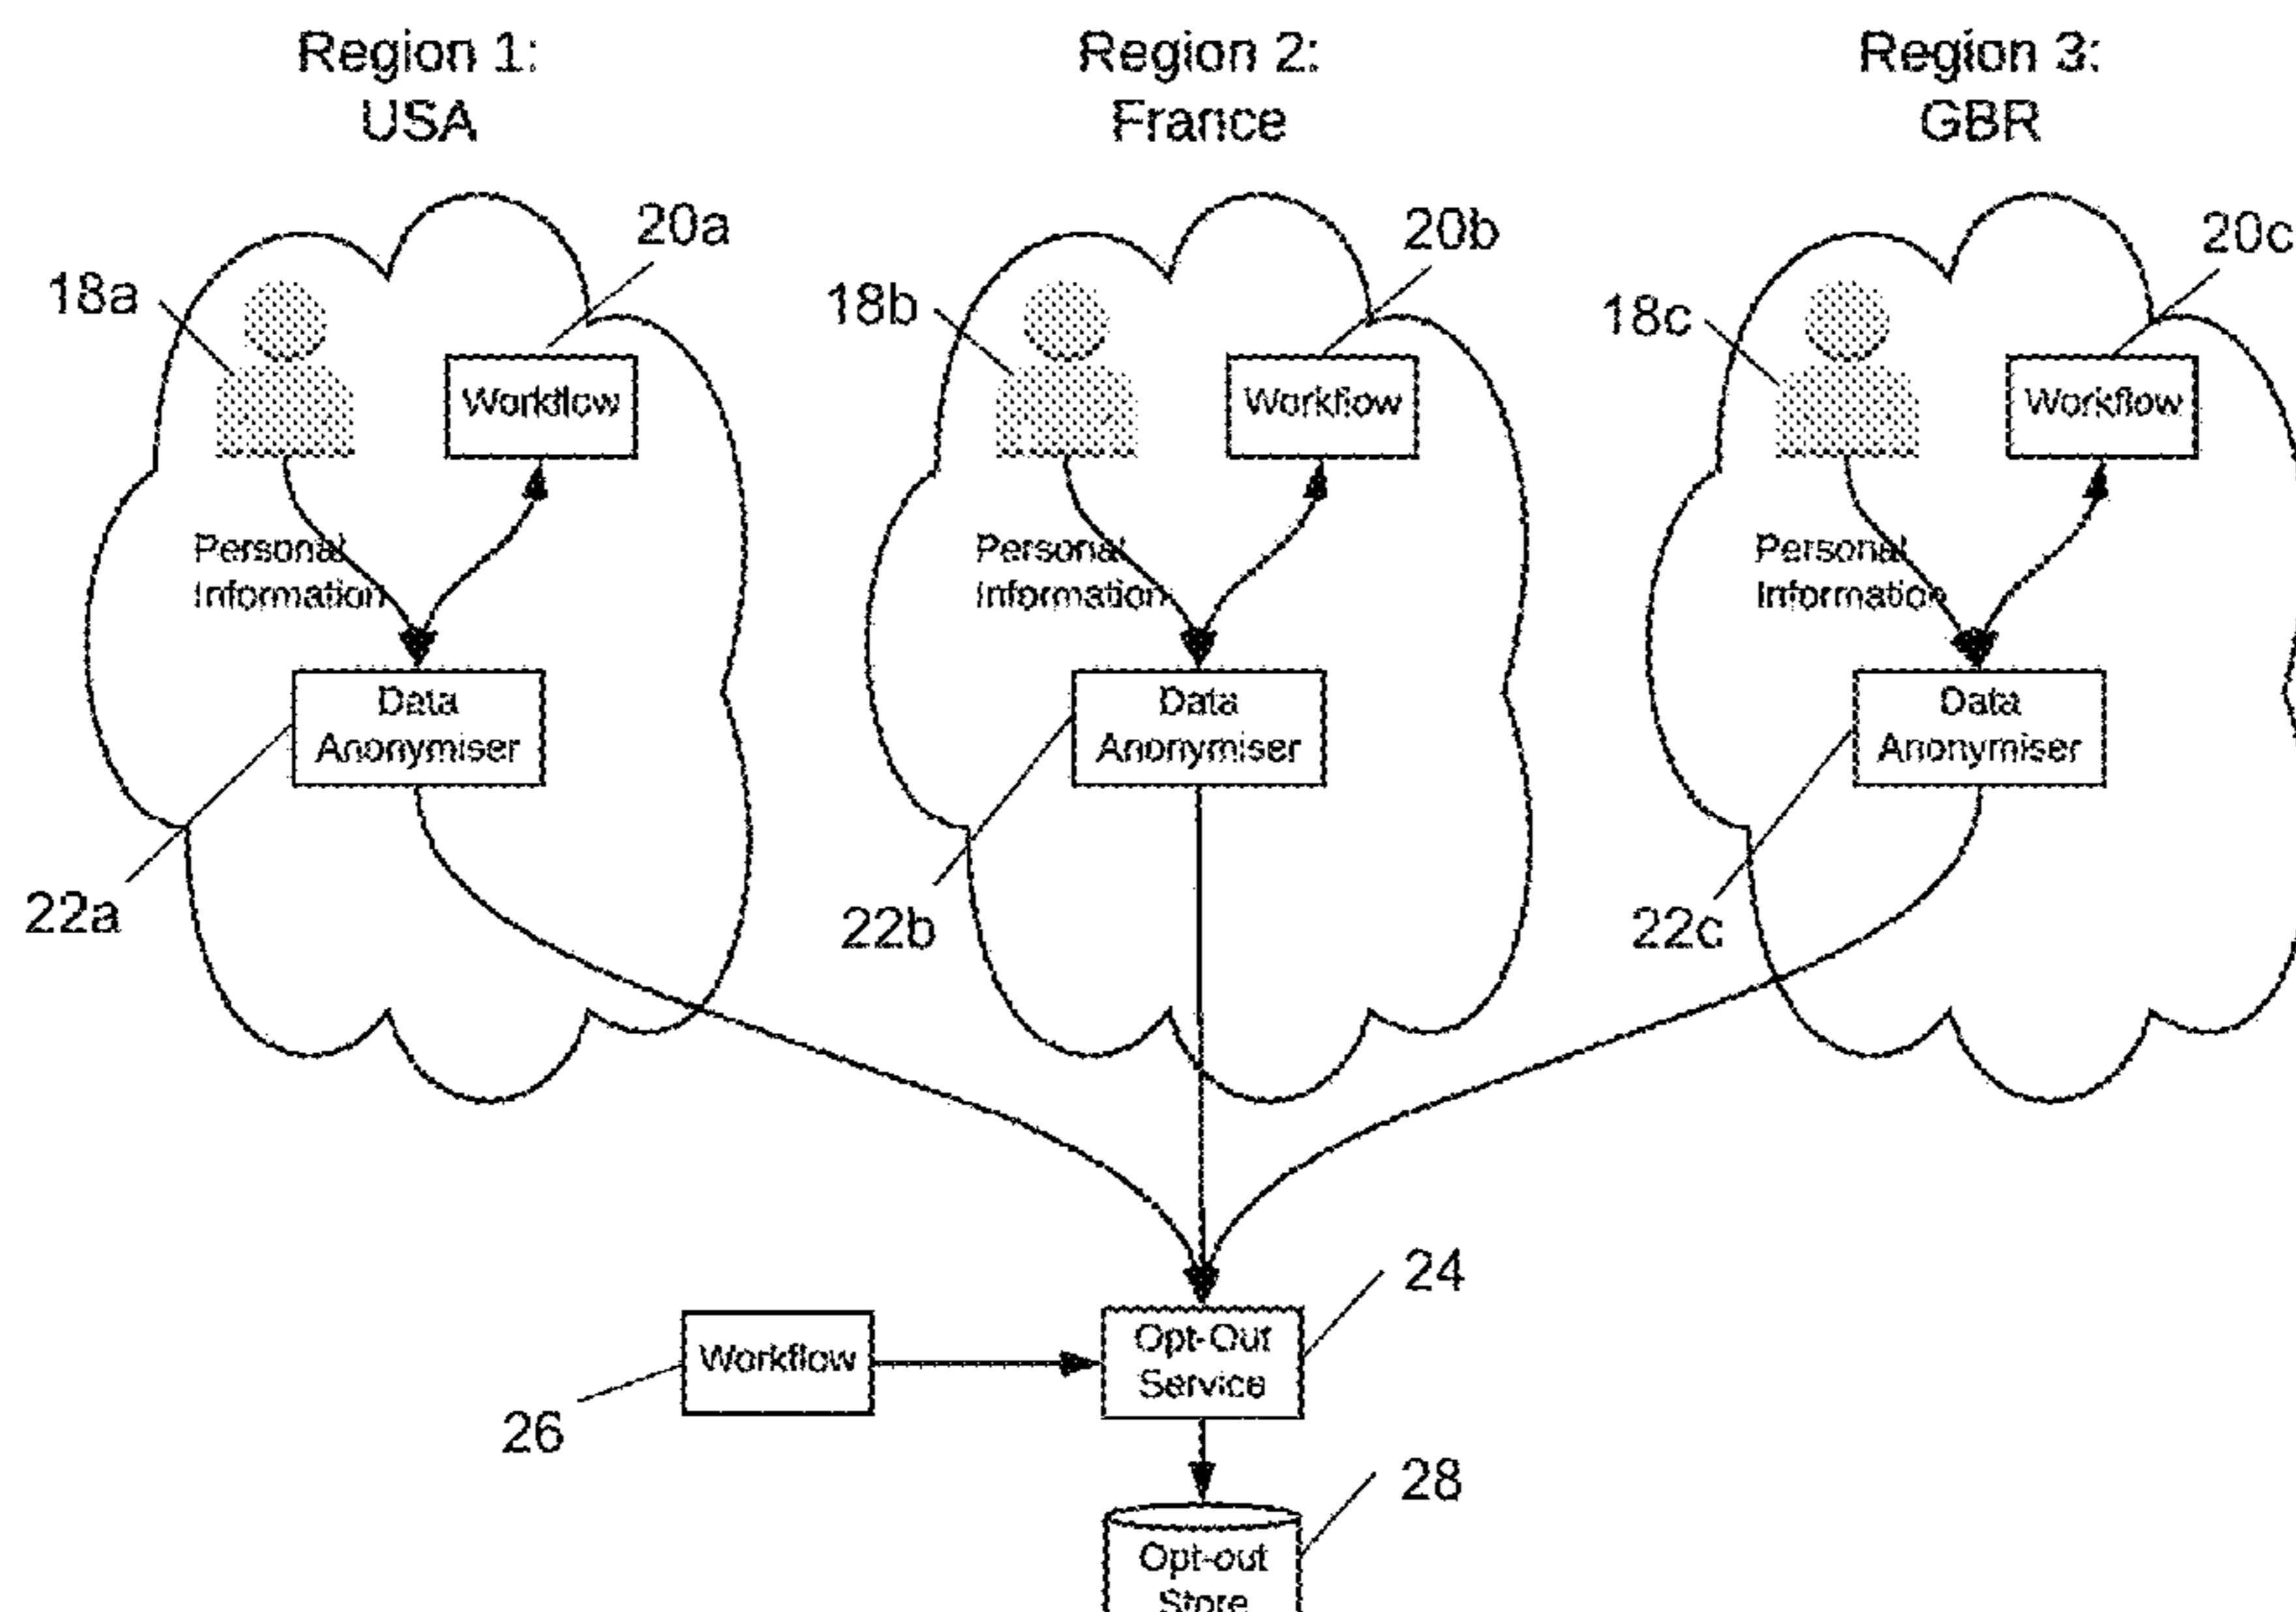 Region 1:
USA
Region 2:
France
Region 3:
GBR
20a
20b
20c
18a
18b
18c
Workflow
Workflow
Workflow
Personal
Information
Personal
Information
Personal
Information
Data
Anonymiser
Data
Anonymiser
Data
Anonymiser
22a
22b
22c
24
Workflow
Opt-Out
Service
26
28
Opt-out
Store